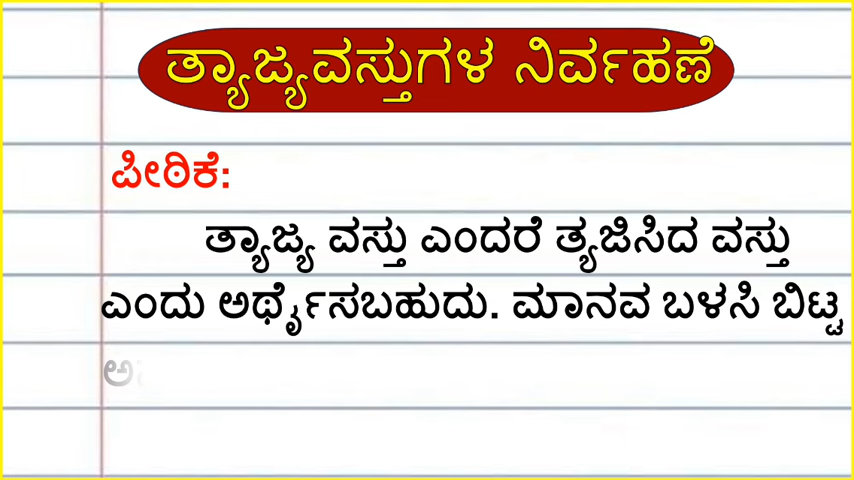 ತ್ಯಾಜ್ಯವಸ್ತುಗಳ ನಿರ್ವಹಣೆ
ಪೀಠಿಕೆ:
ತ್ಯಾಜ್ಯ ವಸ್ತು ಎಂದರೆ ತ್ಯಜಿಸಿದ ವಸ್ತು
ಎಂದು ಅರ್ಥೈಸಬಹುದು. ಮಾನವ ಬಳಸಿ ಬಿಟ್ಟ